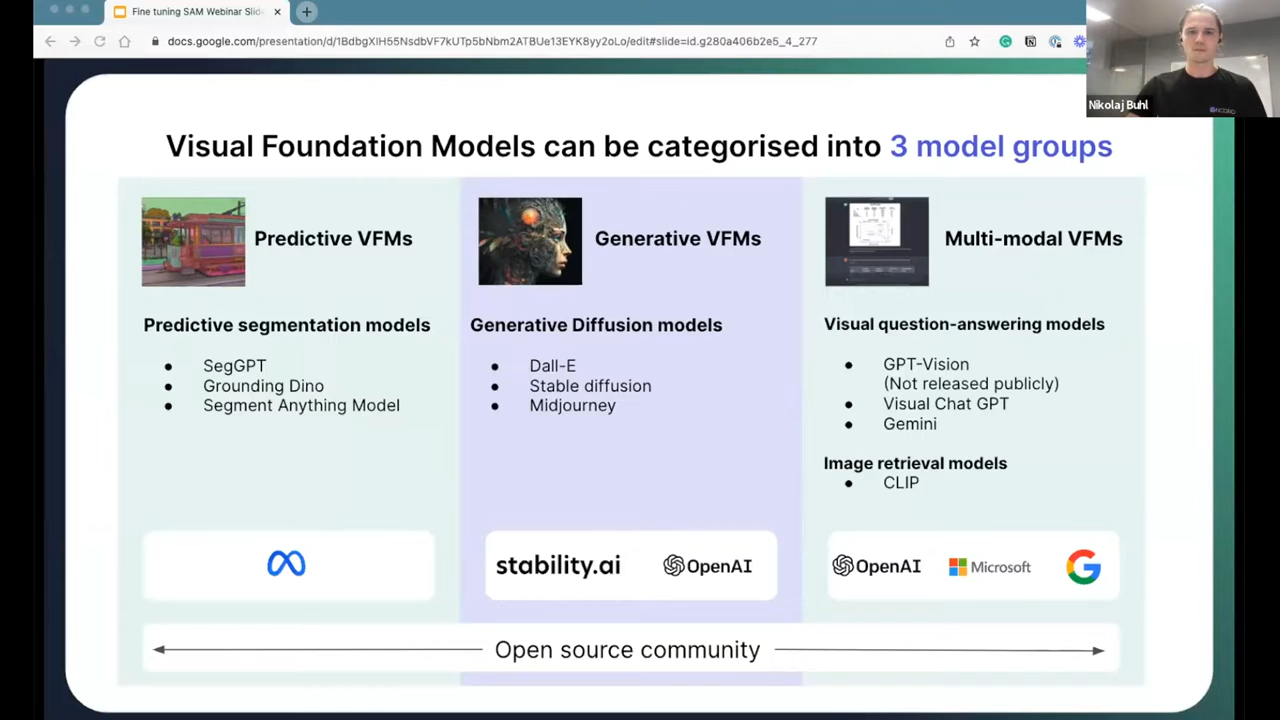 Fine tuning SAM Webinar Slid
docs.google.com/presentation/d/1BdbgXIH55NsdbVF7kUTp5bNbm2ATBUe13EYK8yy2oLo/edit#slide=id.g280a406b2e5_4_277
Nikolaj Buhl
Visual Foundation Models can be categorised into 3 model groups
Predictive VFMs
Predictive segmentation models
● SegGPT
● Grounding Dino
● Segment Anything Model
Generative VFMs
Generative Diffusion models
● Dall-E
● Stable diffusion
● Midjourney
stability.ai OpenAI
Multi-modal VFMs
Visual question-answering models
● GPT-Vision
(Not released publicly)
● Visual Chat GPT
● Gemini
Image retrieval models
● CLIP
OpenAI Microsoft
Open source community